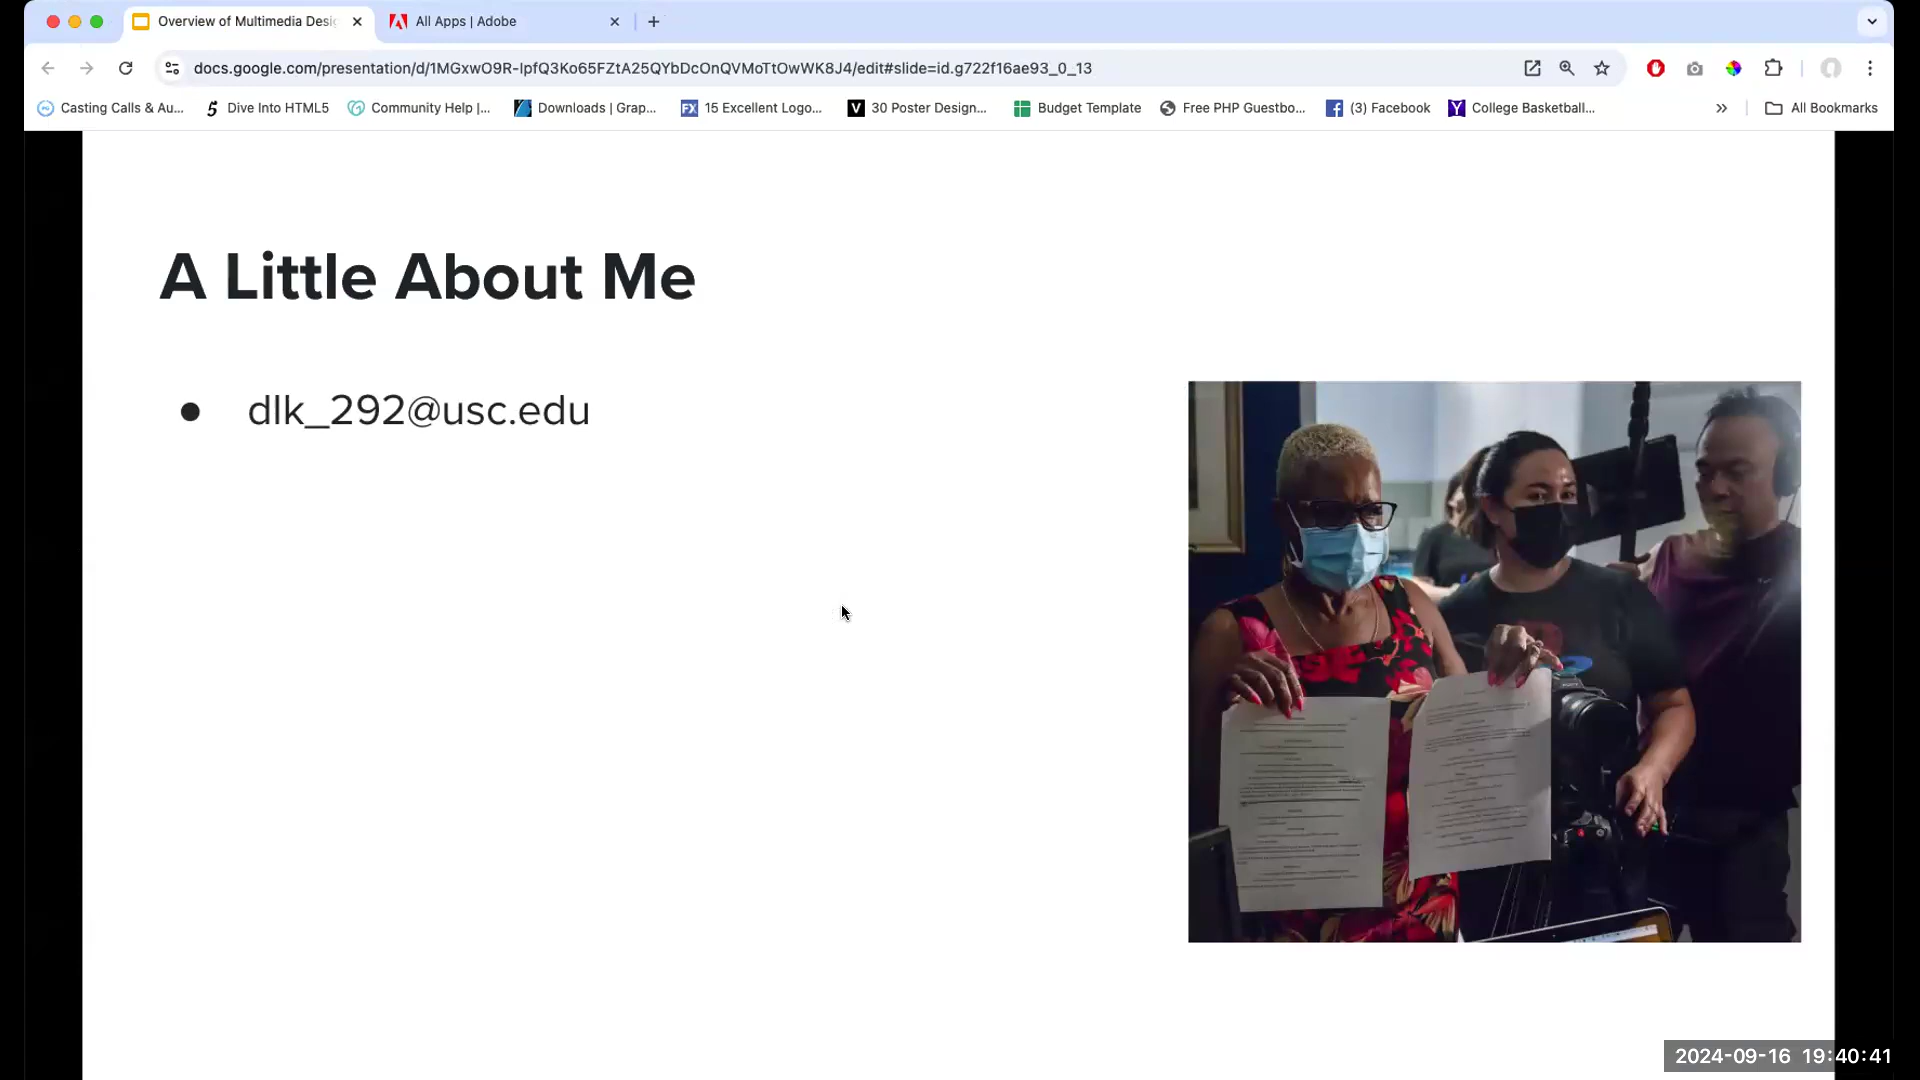 Overview of Multimedia Desi
All Apps | Adobe
docs.google.com/presentation/d/1MGxwO9R-lpfQ3Ko65FZtA25QYbDcOnQVMoTtOwWK8J4/edit#slide=id.g722f16ae93_0_13
Casting Calls & Au... Dive Into HTML5 Community Help |... Downloads | Grap... FX 15 Excellent Logo... V 30 Poster Design... Budget Template Free PHP Guestbo... (3) Facebook College Basketball... » All Bookmarks
A Little About Me
● dlk_292@usc.edu
2024-09-16 19:40:41